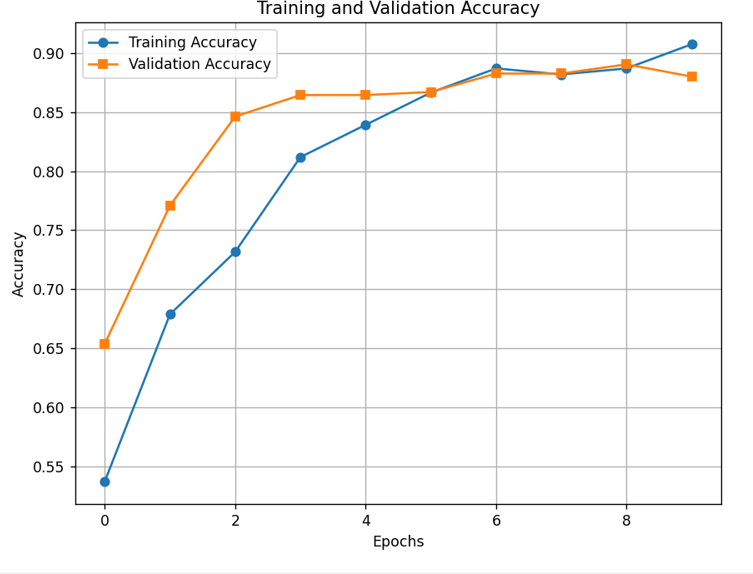 Training and Validation Accuracy
Training Accuracy
Validation Accuracy
0.90
0.85
0.80
0.75
0.70
0.65
0.60
0.55
Accuracy
0 2 4 6 8
Epochs